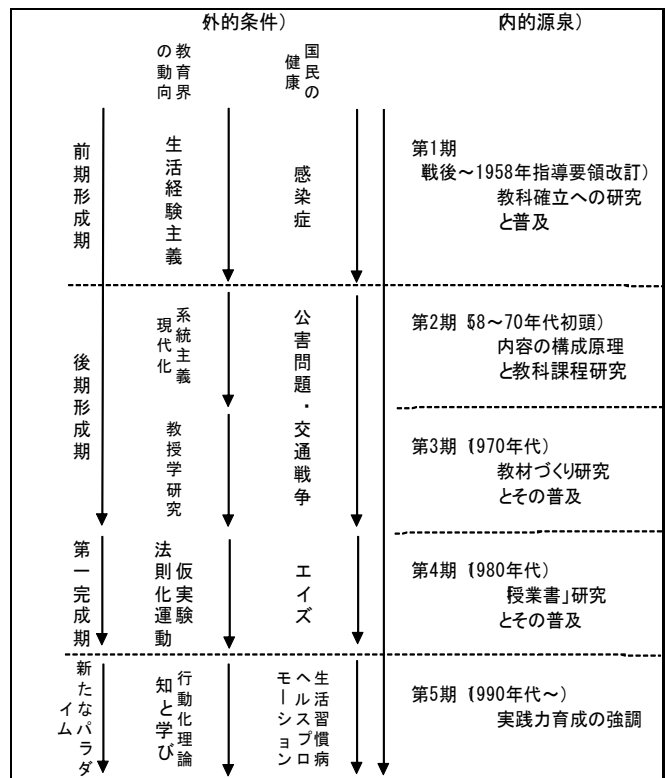 外的条件）
内的源泉）
教育界
の動向
国民の
健康
前期形成期
生活経験主義
感染症
第1期
戦後～1958年指導要領改訂）
教科確立への研究
と普及
後期形成期
系統主義
現代化
教授学研究
公害問題・交通戦争
第2期 58～70年代初頭）
内容の構成原理
と教科課程研究
第3期（1970年代）
教材づくり研究
とその普及
第一完成期
仮実験
法則化運動
エイズ
第4期（1980年代）
「授業書」研究
とその普及
新たなパラダ
イム
行動化理論
知と学び
生活習慣病
ヘルスプロ
モーション
第5期（1990年代～）
実践力育成の強調